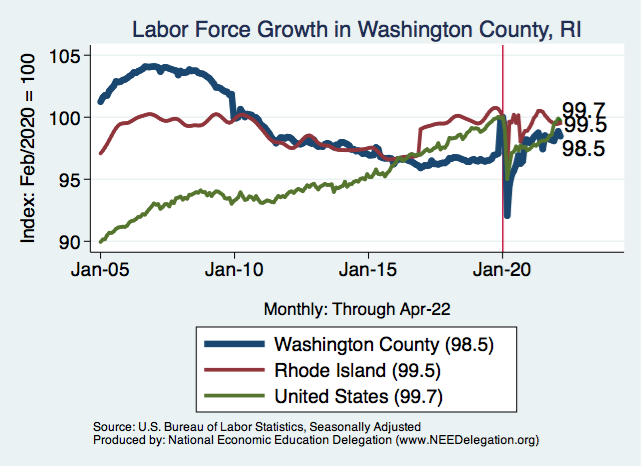 Labor Force Growth in Washington County, RI
Index: Feb/2020 = 100
105
100
95
90
99.7
99.5
98.5
Jan-05
Jan-10
Jan-15
Jan-20
Monthly: Through Apr-22
Washington County (98.5)
Rhode Island (99.5)
United States (99.7)
Source: U.S. Bureau of Labor Statistics, Seasonally Adjusted
Produced by: National Economic Education Delegation (www.NEEDelegation.org)